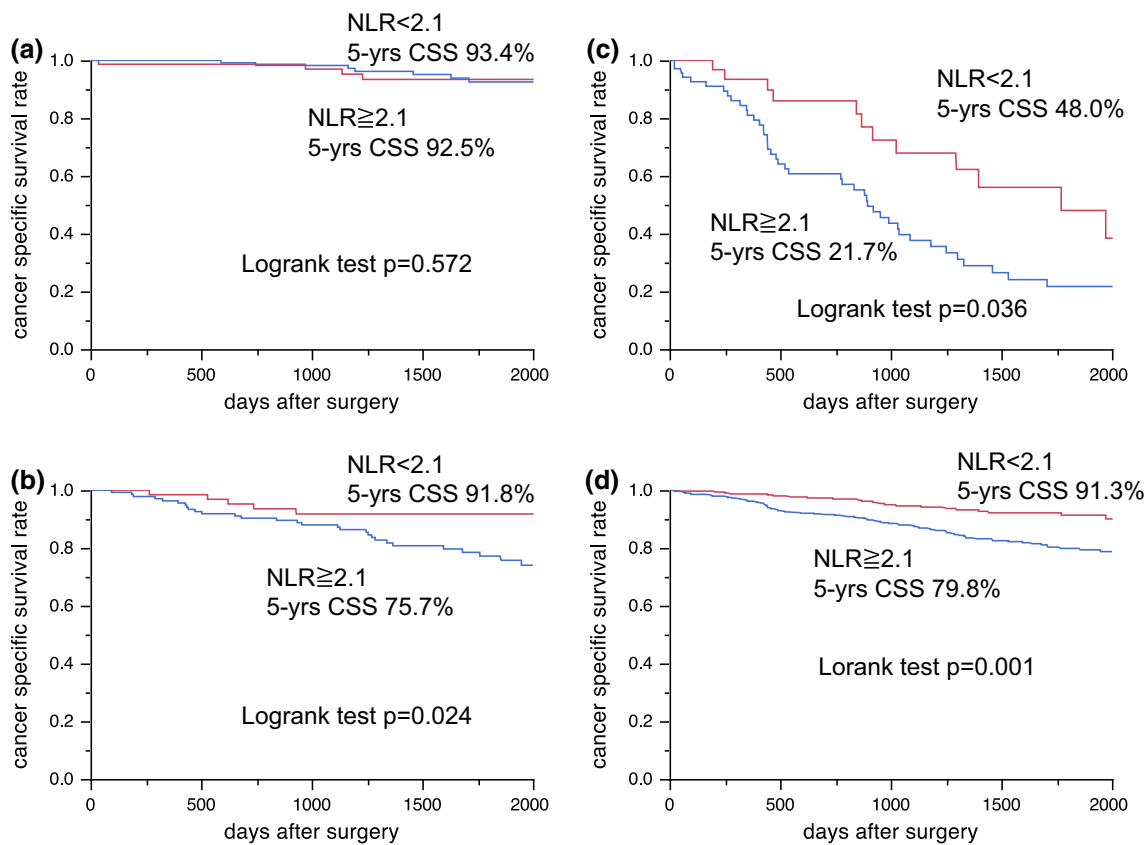 (a)
NLR<2.1
5-yrs CSS 93.4%
NLR≧2.1
5-yrs CSS 92.5%
Logrank test p=0.572
cancer specific survival rate
1.0
0.8
0.6
0.4
0.2
0.0
0 500 1000 1500 2000
days after surgery
(c)
NLR<2.1
5-yrs CSS 48.0%
NLR≧2.1
5-yrs CSS 21.7%
Logrank test p=0.036
cancer specific survival rate
1.0
0.8
0.6
0.4
0.2
0.0
0 500 1000 1500 2000
days after surgery
(b)
NLR<2.1
5-yrs CSS 91.8%
NLR≧2.1
5-yrs CSS 75.7%
Logrank test p=0.024
cancer specific survival rate
1.0
0.8
0.6
0.4
0.2
0.0
0 500 1000 1500 2000
days after surgery
(d)
NLR<2.1
5-yrs CSS 91.3%
NLR≧2.1
5-yrs CSS 79.8%
Lorank test p=0.001
cancer specific survival rate
1.0
0.8
0.6
0.4
0.2
0.0
0 500 1000 1500 2000
days after surgery